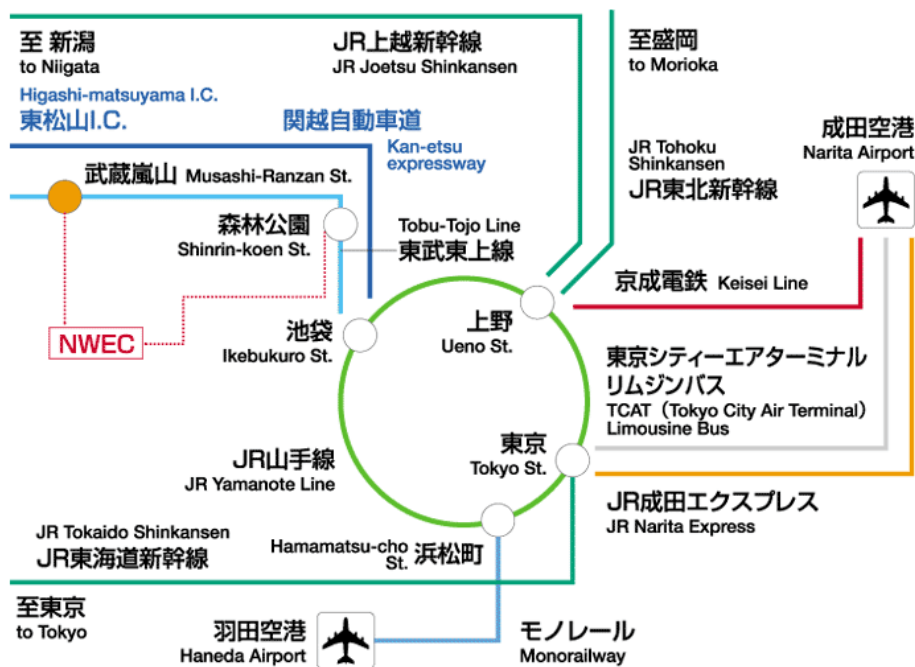 至 新潟
to Niigata
JR上越新幹線
JR Joetsu Shinkansen
至盛岡
to Morioka
Higashi-matsuyama I.C.
東松山I.C.
関越自動車道
Kan-etsu
expressway
成田空港
Narita Airport
JR Tohoku
Shinkansen
JR東北新幹線
武蔵嵐山 Musashi-Ranzan St.
森林公園
Shinrin-koen St.
Tobu-Tojo Line
東武東上線
京成電鉄 Keisei Line
上野
Ueno St.
NWEC
池袋
Ikebukuro St.
東京シティーエアターミナル
リムジンバス
TCAT（Tokyo City Air Terminal）
Limousine Bus
東京
Tokyo St.
JR山手線
JR Yamanote Line
JR成田エクスプレス
JR Narita Express
JR Tokaido Shinkansen
JR東海道新幹線
Hamamatsu-cho
St. 浜松町
至東京
to Tokyo
羽田空港
Haneda Airport
モノレール
Monorailway